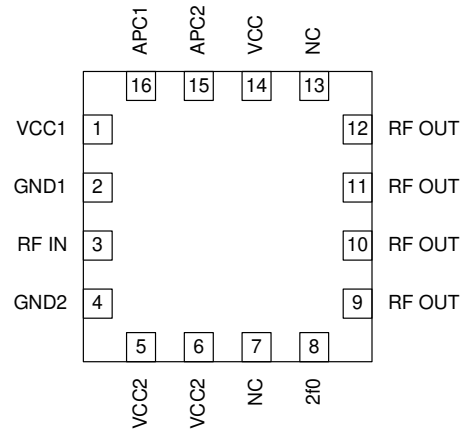 APC1 APC2 VCC NC
16 15 14 13
VCC1 1 12 RF OUT
GND1 2 11 RF OUT
RF IN 3 10 RF OUT
GND2 4 9 RF OUT
5 6 7 8
VCC2 VCC2 NC 2f0